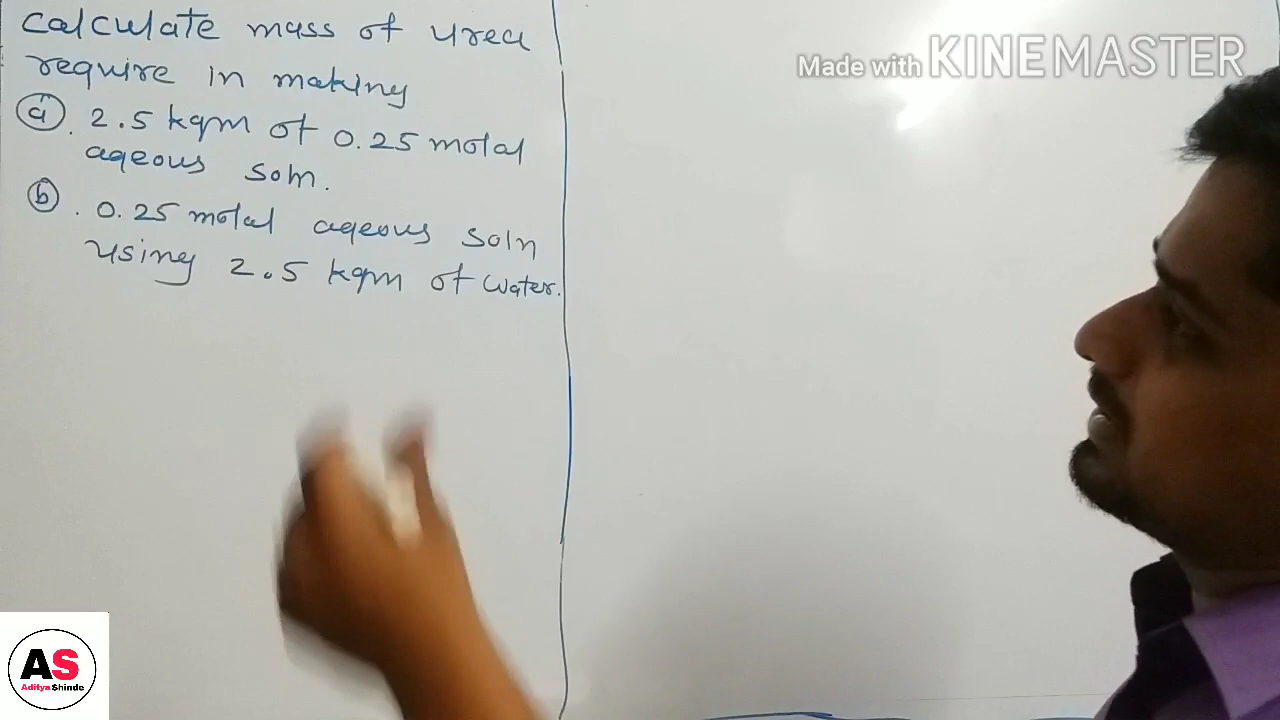 calculate mass of urea
require in making
a. 2.5 kgm of 0.25 molal
aqeous soln.
b. 0.25 molal aqeous soln
using 2.5 kgm of water.
Made with KINEMASTER
AS
Aditya Shinde